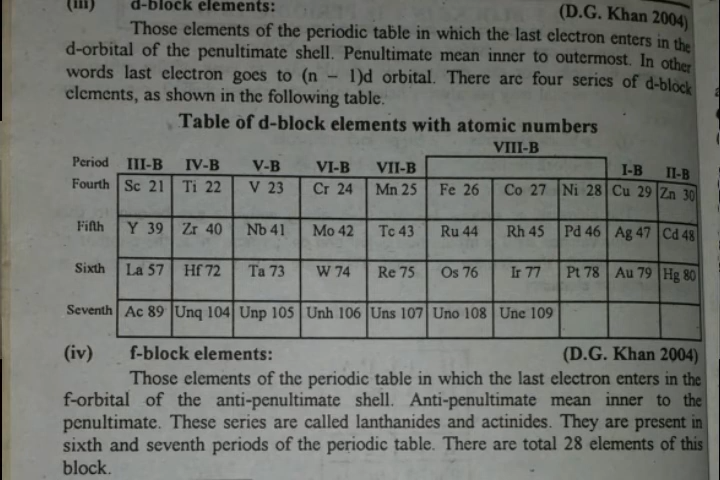 (iii) d-block elements: (D.G. Khan 2004)
Those elements of the periodic table in which the last electron enters in the
d-orbital of the penultimate shell. Penultimate mean inner to outermost. In other
words last electron goes to (n − 1)d orbital. There are four series of d-block
elements, as shown in the following table.
Table of d-block elements with atomic numbers
VIII-B
Period III-B IV-B V-B VI-B VII-B I-B II-B
Fourth Sc 21 Ti 22 V 23 Cr 24 Mn 25 Fe 26 Co 27 Ni 28 Cu 29 Zn 30
Fifth Y 39 Zr 40 Nb 41 Mo 42 Tc 43 Ru 44 Rh 45 Pd 46 Ag 47 Cd 48
Sixth La 57 Hf 72 Ta 73 W 74 Re 75 Os 76 Ir 77 Pt 78 Au 79 Hg 80
Seventh Ac 89 Unq 104 Unp 105 Unh 106 Uns 107 Uno 108 Une 109
(iv) f-block elements: (D.G. Khan 2004)
Those elements of the periodic table in which the last electron enters in the
f-orbital of the anti-penultimate shell. Anti-penultimate mean inner to the
penultimate. These series are called lanthanides and actinides. They are present in
sixth and seventh periods of the periodic table. There are total 28 elements of this
block.